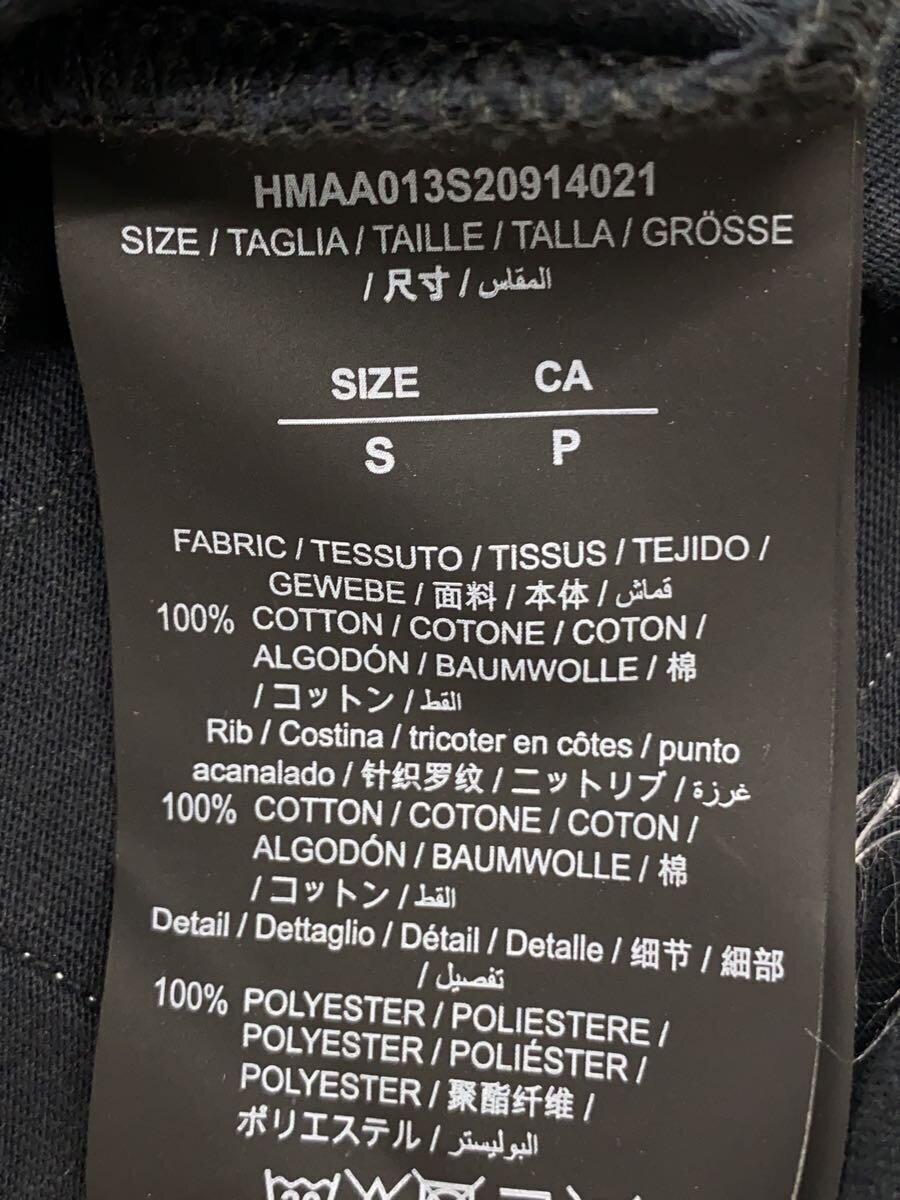 HMAA013S20914021
SIZE / TAGLIA / TAILLE / TALLA / GRÖSSE
/ 尺寸 / المقاس
SIZE CA
S P
FABRIC / TESSUTO / TISSUS / TEJIDO /
GEWEBE / 面料 / 本体 / قماش
100% COTTON / COTONE / COTON /
ALGODÓN / BAUMWOLLE / 棉
/ コットン / القط
Rib / Costina / tricoter en côtes / punto
acanalado / 针织罗纹 / ニットリブ / غرزة
100% COTTON / COTONE / COTON /
ALGODÓN / BAUMWOLLE / 棉
/ コットン / القط
Detail / Dettaglio / Détail / Detalle / 细节 / 細部
/ تفصيل
100% POLYESTER / POLIESTERE /
POLYESTER / POLIÉSTER /
POLYESTER / 聚酯纤维 /
ポリエステル / البوليستر